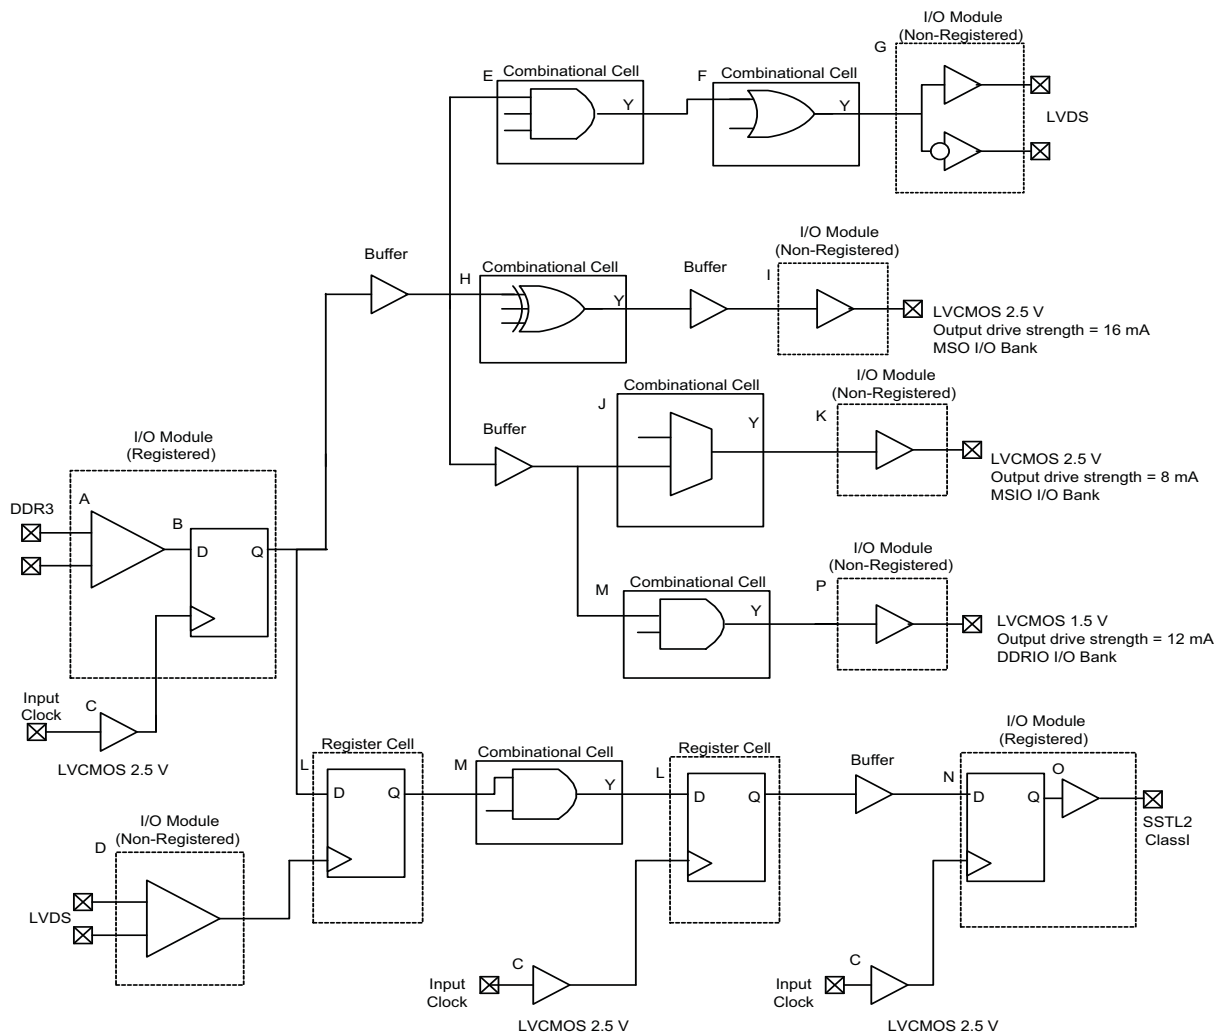 I/O Module
(Non-Registered)
G
LVDS
E
Combinational Cell
Y
F
Combinational Cell
Y
Buffer
H
Combinational Cell
Y
Buffer
I/O Module
(Non-Registered)
I
LVCMOS 2.5 V
Output drive strength = 16 mA
MSO I/O Bank
Buffer
Combinational Cell
J
Y
I/O Module
(Non-Registered)
K
LVCMOS 2.5 V
Output drive strength = 8 mA
MSIO I/O Bank
I/O Module
(Registered)
DDR3
A
B
D
Q
Input
Clock
C
LVCMOS 2.5 V
M
Combinational Cell
Y
I/O Module
(Non-Registered)
P
LVCMOS 1.5 V
Output drive strength = 12 mA
DDRIO I/O Bank
Register Cell
L
D
Q
M
Combinational Cell
Y
Register Cell
L
D
Q
Buffer
I/O Module
(Registered)
N
D
Q
O
SSTL2
ClassI
I/O Module
(Non-Registered)
D
LVDS
Input
Clock
C
LVCMOS 2.5 V
Input
Clock
C
LVCMOS 2.5 V